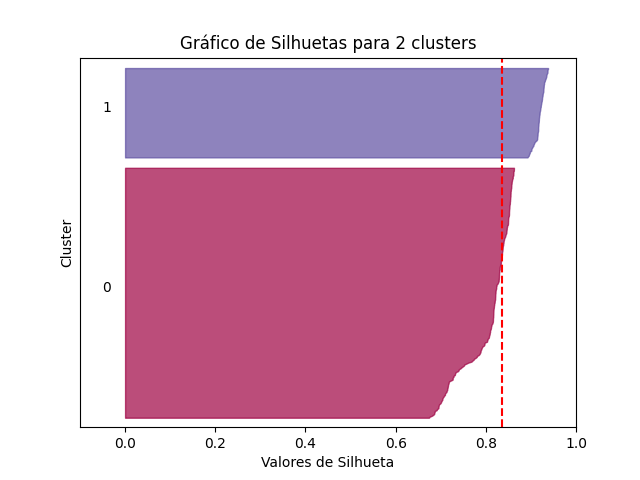 Gráfico de Silhuetas para 2 clusters
1
0
Cluster
0.0 0.2 0.4 0.6 0.8 1.0
Valores de Silhueta